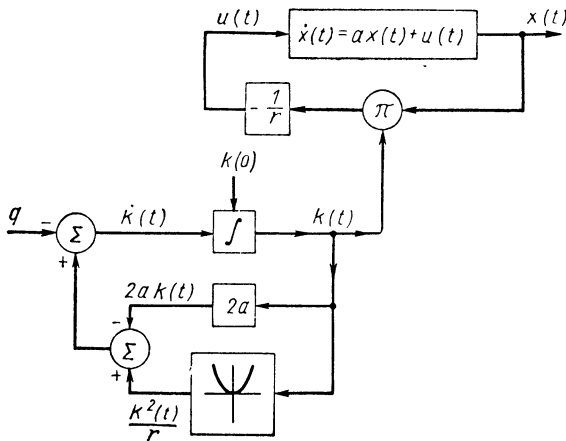 u(t)
ẋ(t) = ax(t) + u(t)
x(t)
- 1/r
π
k(0)
q
-
Σ
+
k̇(t)
∫
k(t)
2ak(t)
2a
-
Σ
+
k²(t)/r